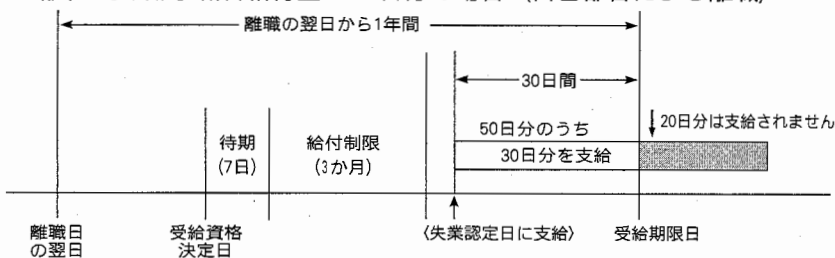 離職の翌日から1年間
30日間
20日分は支給されません
50日分のうち
30日分を支給
待期
(7日)
給付制限
(3か月)
離職日
の翌日
受給資格
決定日
〈失業認定日に支給〉
受給期限日